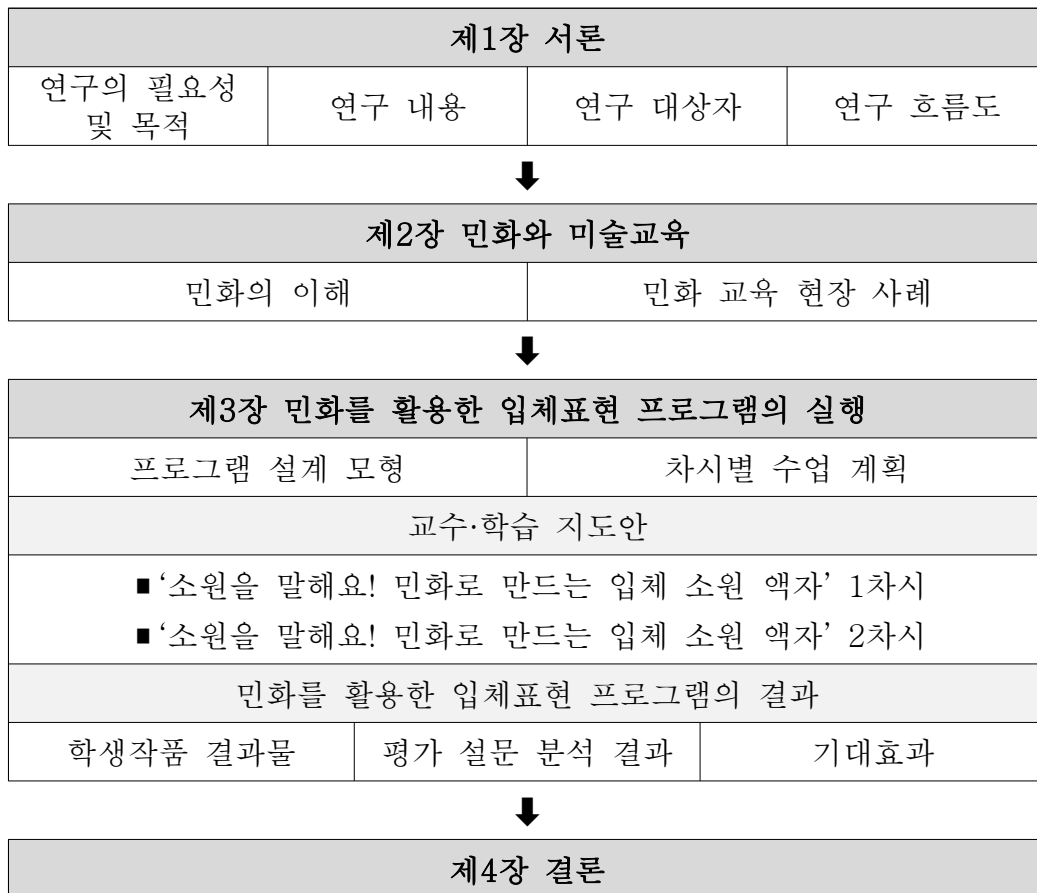 제1장 서론
연구의 필요성
및 목적
연구 내용
연구 대상자
연구 흐름도
제2장 민화와 미술교육
민화의 이해
민화 교육 현장 사례
제3장 민화를 활용한 입체표현 프로그램의 실행
프로그램 설계 모형
차시별 수업 계획
교수·학습 지도안
■‘소원을 말해요! 민화로 만드는 입체 소원 액자’ 1차시
■‘소원을 말해요! 민화로 만드는 입체 소원 액자’ 2차시
민화를 활용한 입체표현 프로그램의 결과
학생작품 결과물
평가 설문 분석 결과
기대효과
제4장 결론